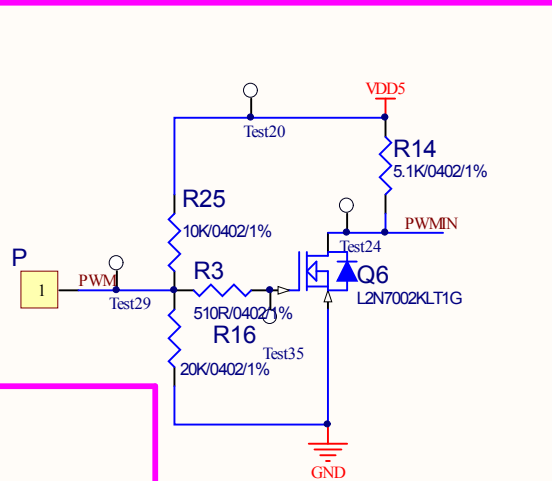 VDD5
Test20
R14
5.1K/0402/1%
R25
10K/0402/1%
PWMIN
Test24
P
1
PWM
Test29
R3
510R/0402/1%
Q6
L2N7002KLT1G
R16
Test35
20K/0402/1%
GND